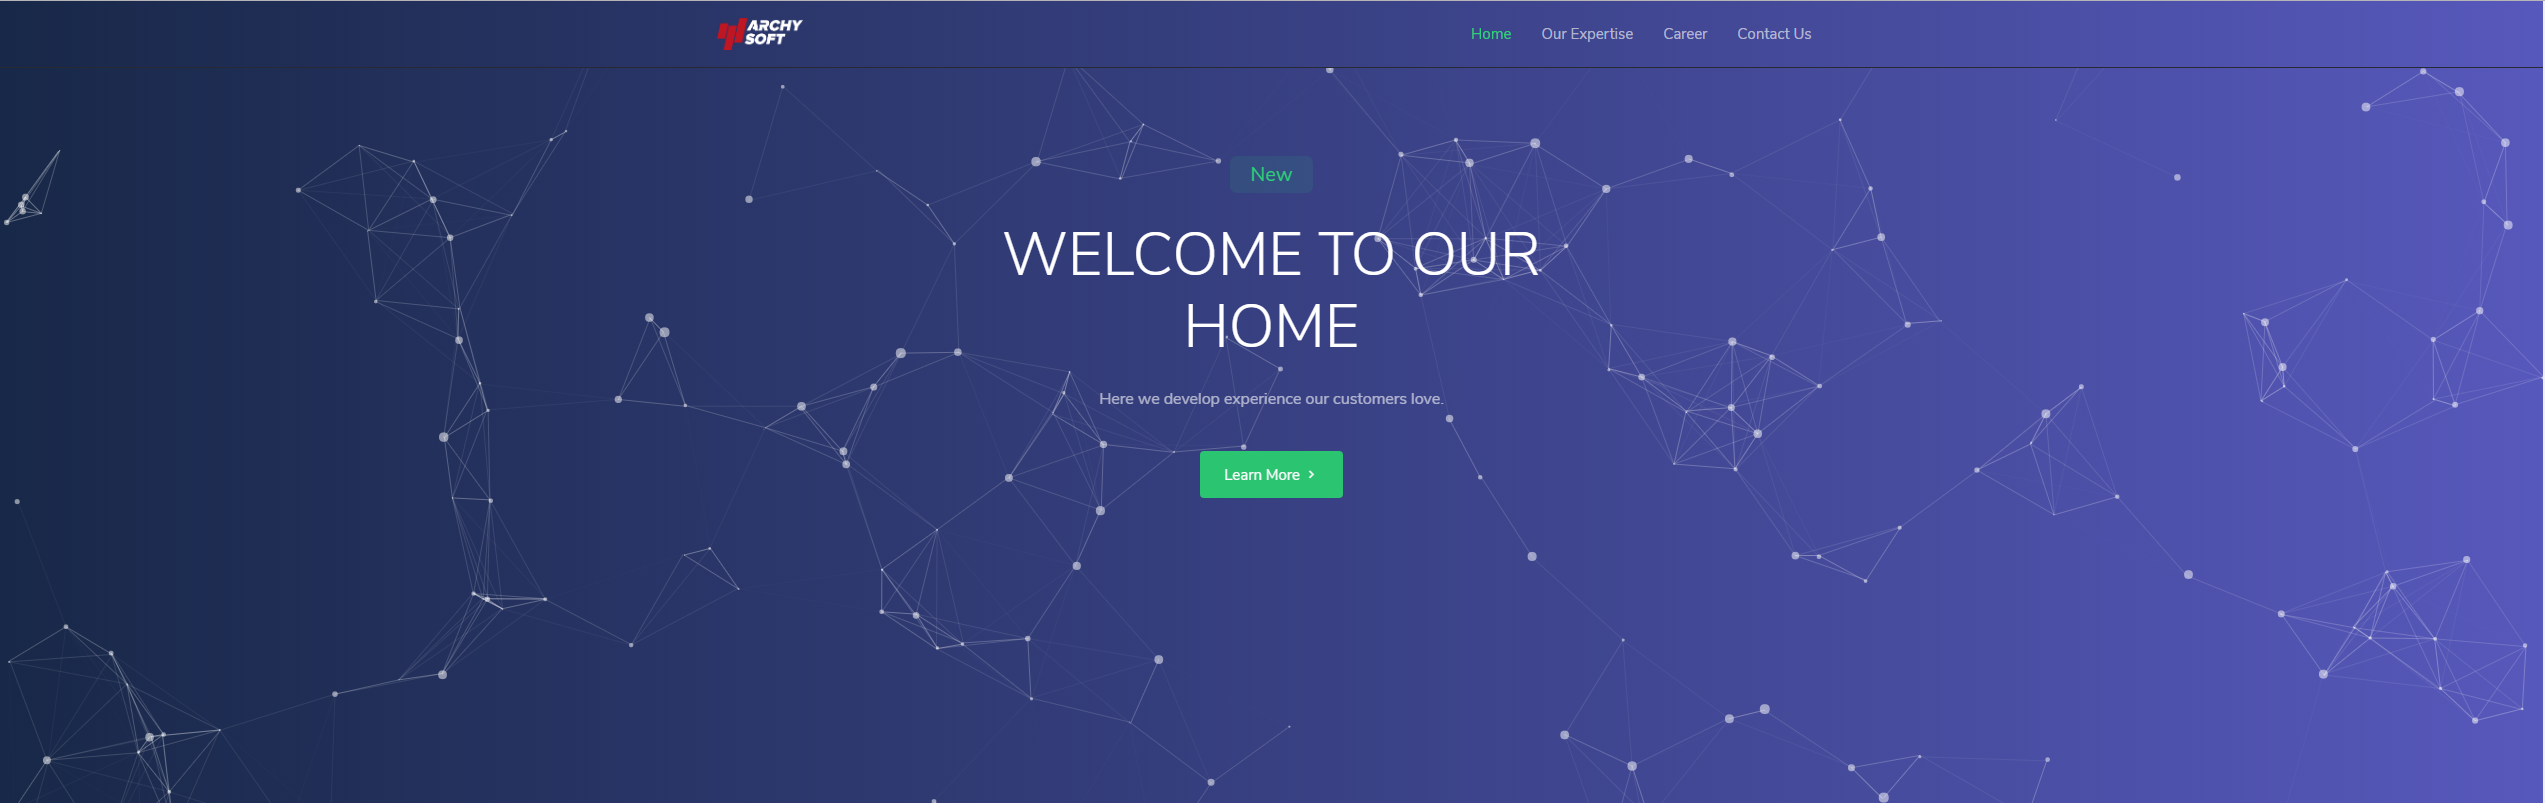 ARCHY
SOFT
Home Our Expertise Career Contact Us
New
WELCOME TO OUR
HOME
Here we develop experience our customers love.
Learn More